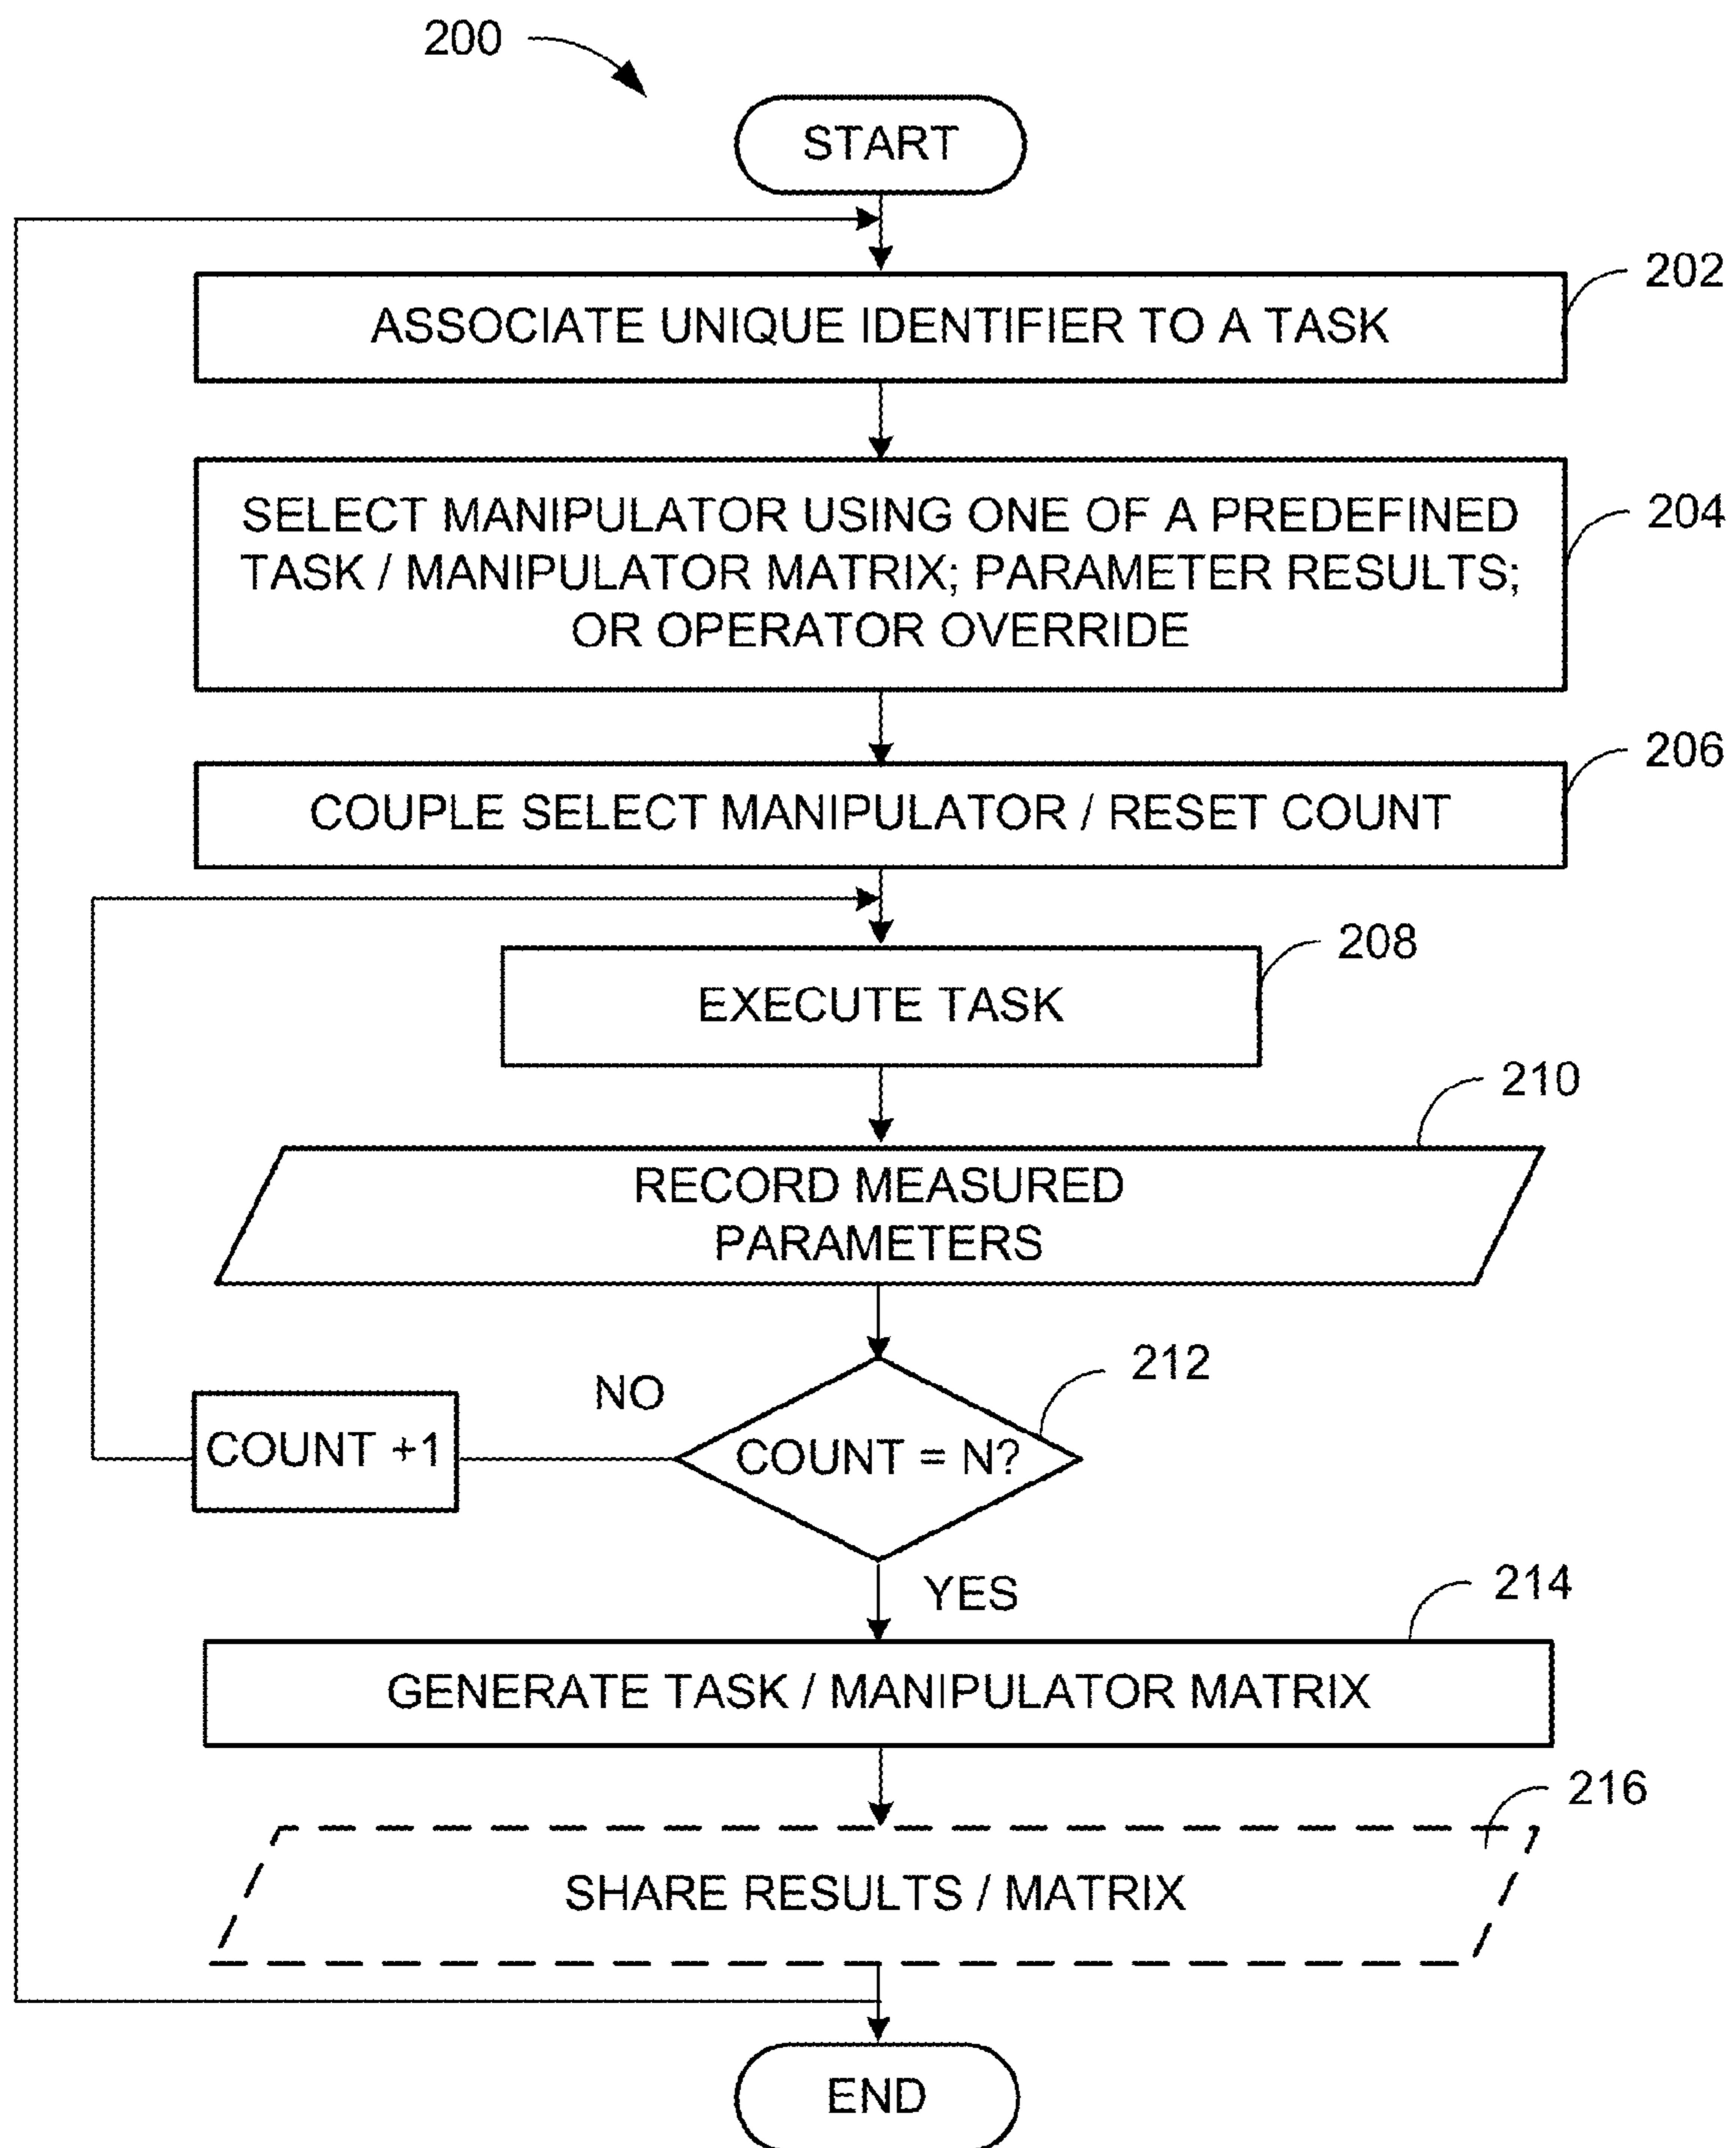 200
START
202
ASSOCIATE UNIQUE IDENTIFIER TO A TASK
204
SELECT MANIPULATOR USING ONE OF A PREDEFINED
TASK / MANIPULATOR MATRIX; PARAMETER RESULTS;
OR OPERATOR OVERRIDE
206
COUPLE SELECT MANIPULATOR / RESET COUNT
208
EXECUTE TASK
210
RECORD MEASURED
PARAMETERS
212
NO
COUNT +1
COUNT = N?
YES
214
GENERATE TASK / MANIPULATOR MATRIX
216
SHARE RESULTS / MATRIX
END